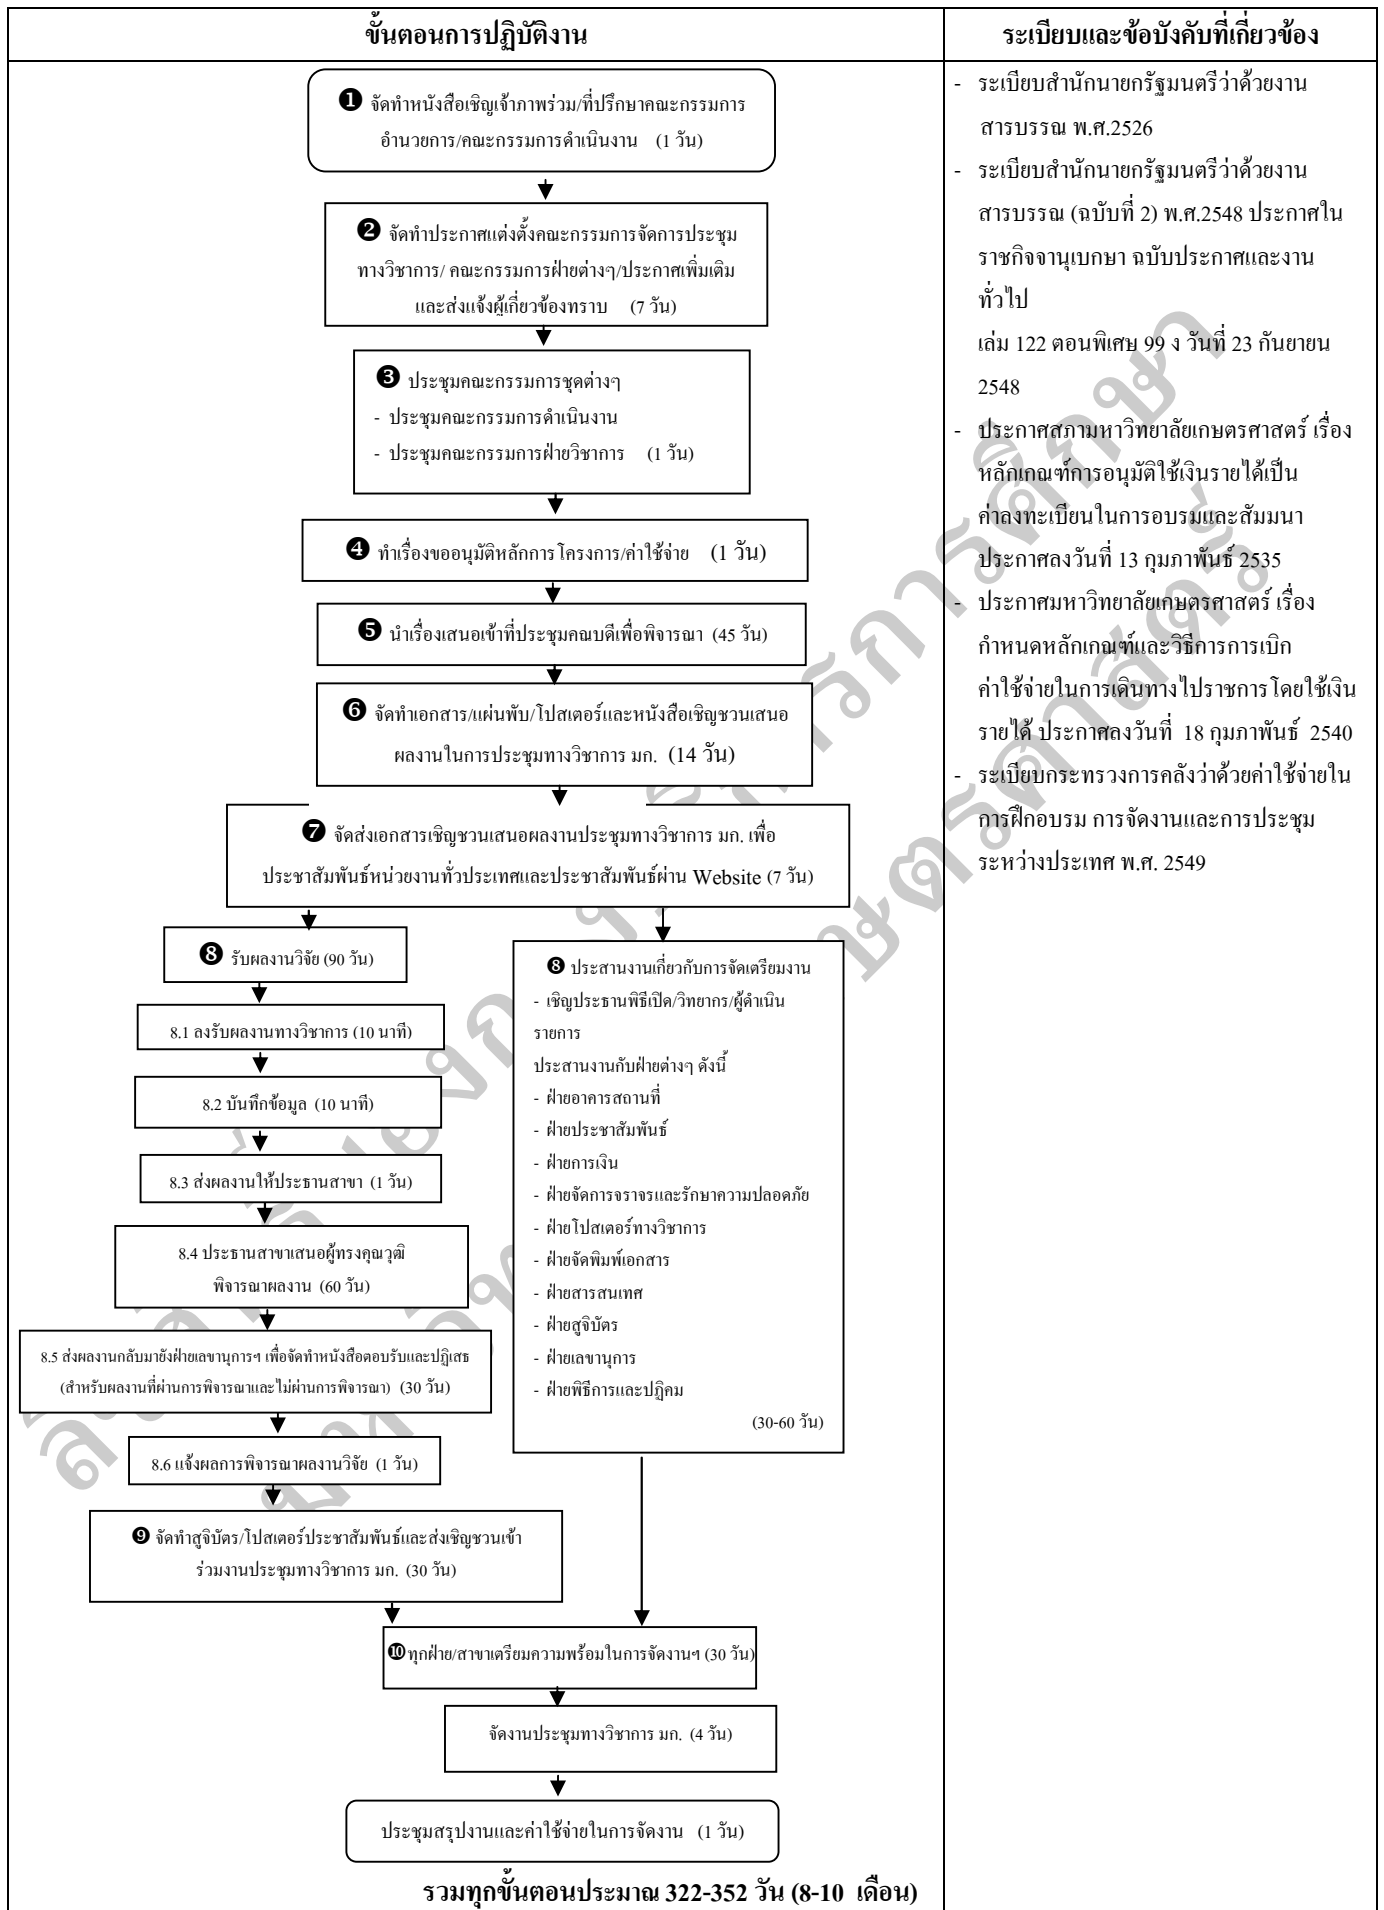 ขั้นตอนการปฏิบัติงาน
❶ จัดทำหนังสือเชิญเจ้าภาพร่วม/ที่ปรึกษาคณะกรรมการ
อำนวยการ/คณะกรรมการดำเนินงาน (1 วัน)
❷ จัดทำประกาศแต่งตั้งคณะกรรมการจัดการประชุม
ทางวิชาการ/ คณะกรรมการฝ่ายต่างๆ/ประกาศเพิ่มเติม
และส่งแจ้งผู้เกี่ยวข้องทราบ (7 วัน)
❸ ประชุมคณะกรรมการชุดต่างๆ
- ประชุมคณะกรรมการดำเนินงาน
- ประชุมคณะกรรมการฝ่ายวิชาการ (1 วัน)
❹ ทำเรื่องขออนุมัติหลักการโครงการ/ค่าใช้จ่าย (1 วัน)
❺ นำเรื่องเสนอเข้าที่ประชุมคณบดีเพื่อพิจารณา (45 วัน)
❻ จัดทำเอกสาร/แผ่นพับ/โปสเตอร์และหนังสือเชิญชวนเสนอ
ผลงานในการประชุมทางวิชาการ มก. (14 วัน)
❼ จัดส่งเอกสารเชิญชวนเสนอผลงานประชุมทางวิชาการ มก. เพื่อ
ประชาสัมพันธ์หน่วยงานทั่วประเทศและประชาสัมพันธ์ผ่าน Website (7 วัน)
❽ รับผลงานวิจัย (90 วัน)
8.1 ลงรับผลงานทางวิชาการ (10 นาที)
8.2 บันทึกข้อมูล (10 นาที)
8.3 ส่งผลงานให้ประธานสาขา (1 วัน)
8.4 ประธานสาขาเสนอผู้ทรงคุณวุฒิ
พิจารณาผลงาน (60 วัน)
8.5 ส่งผลงานกลับมายังฝ่ายเลขานุการฯ เพื่อจัดทำหนังสือตอบรับและปฏิเสธ
(สำหรับผลงานที่ผ่านการพิจารณาและไม่ผ่านการพิจารณา) (30 วัน)
8.6 แจ้งผลการพิจารณาผลงานวิจัย (1 วัน)
❾ จัดทำสูจิบัตร/โปสเตอร์ประชาสัมพันธ์และส่งเชิญชวนเข้า
ร่วมงานประชุมทางวิชาการ มก. (30 วัน)
❽ ประสานงานเกี่ยวกับการจัดเตรียมงาน
- เชิญประธานพิธีเปิด/วิทยากร/ผู้ดำเนิน
รายการ
ประสานงานกับฝ่ายต่างๆ ดังนี้
- ฝ่ายอาคารสถานที่
- ฝ่ายประชาสัมพันธ์
- ฝ่ายการเงิน
- ฝ่ายจัดการจราจรและรักษาความปลอดภัย
- ฝ่ายโปสเตอร์ทางวิชาการ
- ฝ่ายจัดพิมพ์เอกสาร
- ฝ่ายสารสนเทศ
- ฝ่ายสูจิบัตร
- ฝ่ายเลขานุการ
- ฝ่ายพิธีการและปฏิคม
(30-60 วัน)
❿ทุกฝ่าย/สาขาเตรียมความพร้อมในการจัดงานฯ (30 วัน)
จัดงานประชุมทางวิชาการ มก. (4 วัน)
ประชุมสรุปงานและค่าใช้จ่ายในการจัดงาน (1 วัน)
รวมทุกขั้นตอนประมาณ 322-352 วัน (8-10 เดือน)
ระเบียบและข้อบังคับที่เกี่ยวข้อง
- ระเบียบสำนักนายกรัฐมนตรีว่าด้วยงาน
สารบรรณ พ.ศ.2526
- ระเบียบสำนักนายกรัฐมนตรีว่าด้วยงาน
สารบรรณ (ฉบับที่ 2) พ.ศ.2548 ประกาศใน
ราชกิจจานุเบกษา ฉบับประกาศและงาน
ทั่วไป
เล่ม 122 ตอนพิเศษ 99 ง วันที่ 23 กันยายน
2548
- ประกาศสภามหาวิทยาลัยเกษตรศาสตร์ เรื่อง
หลักเกณฑ์การอนุมัติใช้เงินรายได้เป็น
ค่าลงทะเบียนในการอบรมและสัมมนา
ประกาศลงวันที่ 13 กุมภาพันธ์ 2535
- ประกาศมหาวิทยาลัยเกษตรศาสตร์ เรื่อง
กำหนดหลักเกณฑ์และวิธีการการเบิก
ค่าใช้จ่ายในการเดินทางไปราชการโดยใช้เงิน
รายได้ ประกาศลงวันที่ 18 กุมภาพันธ์ 2540
- ระเบียบกระทรวงการคลังว่าด้วยค่าใช้จ่ายใน
การฝึกอบรม การจัดงานและการประชุม
ระหว่างประเทศ พ.ศ. 2549